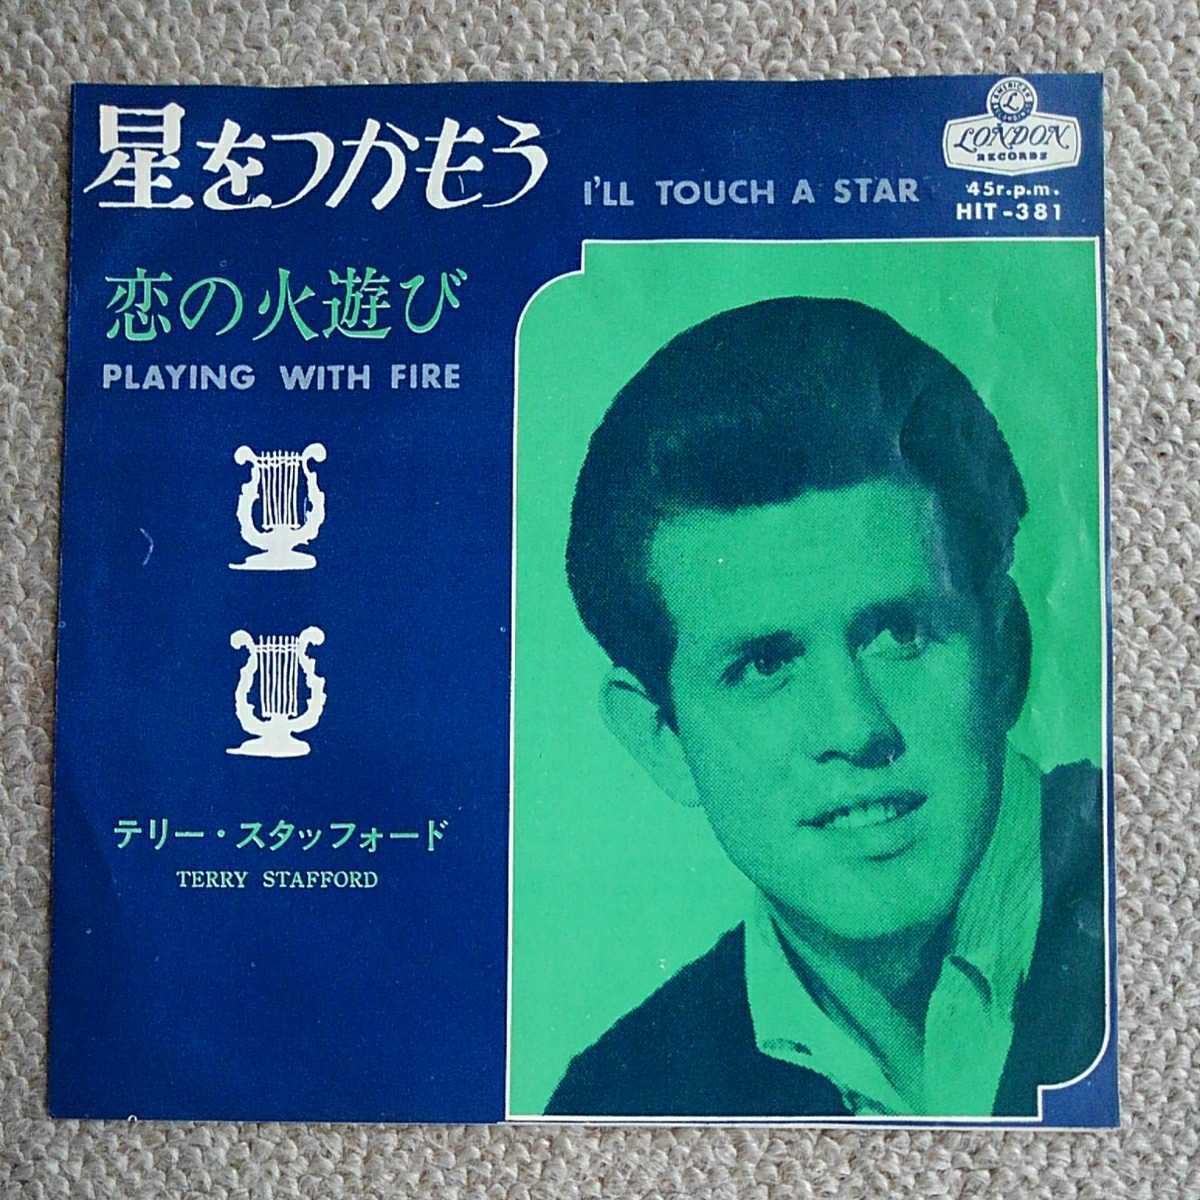 星をつかもう
I'LL TOUCH A STAR
LONDON
RECORDS
45r.p.m.
HIT-381
恋の火遊び
PLAYING WITH FIRE
テリー・スタッフォード
TERRY STAFFORD